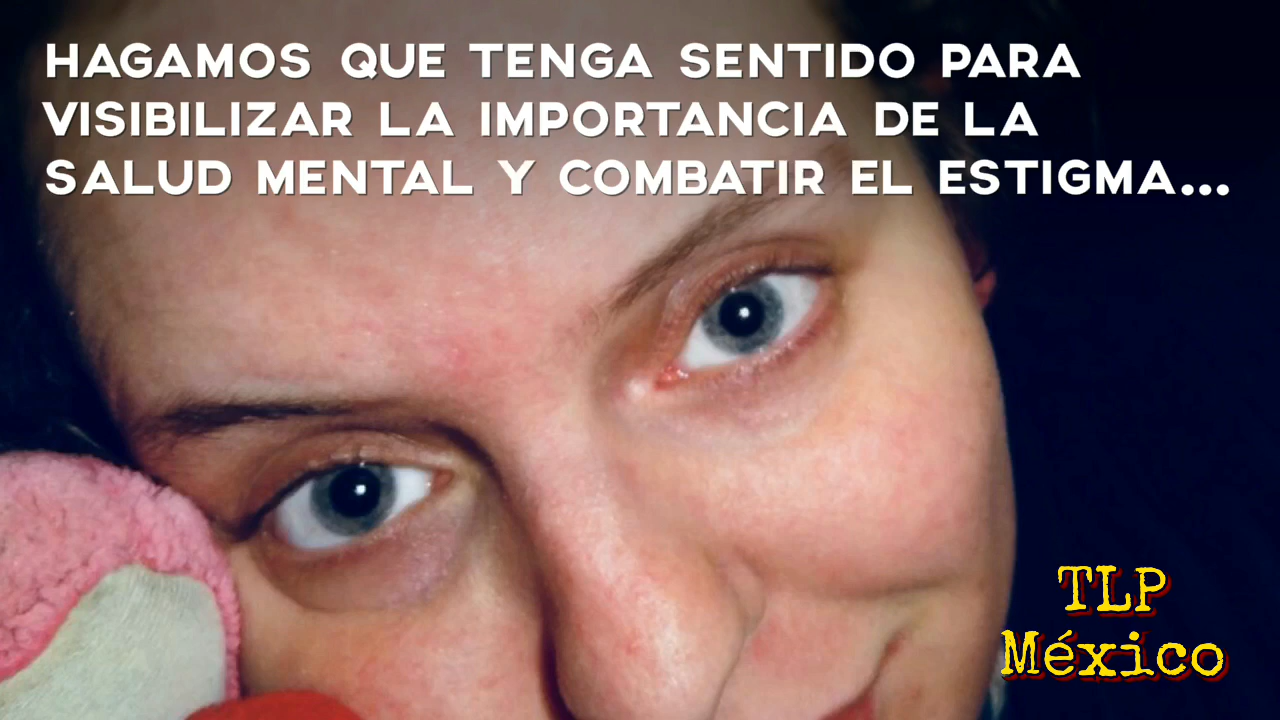 HAGAMOS QUE TENGA SENTIDO PARA
VISIBILIZAR LA IMPORTANCIA DE LA
SALUD MENTAL Y COMBATIR EL ESTIGMA...
TLP
México